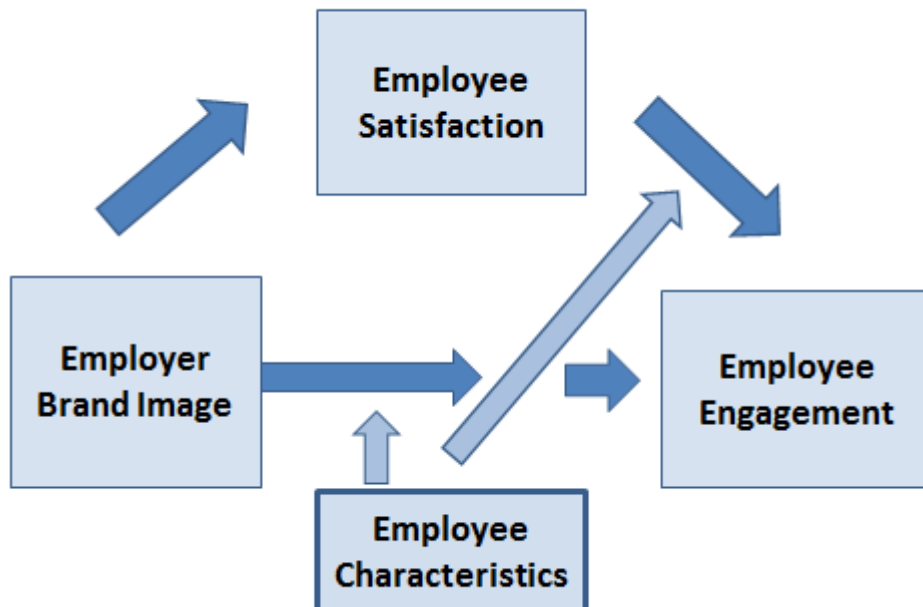 Employee
Satisfaction
Employer
Brand Image
Employee
Engagement
Employee
Characteristics